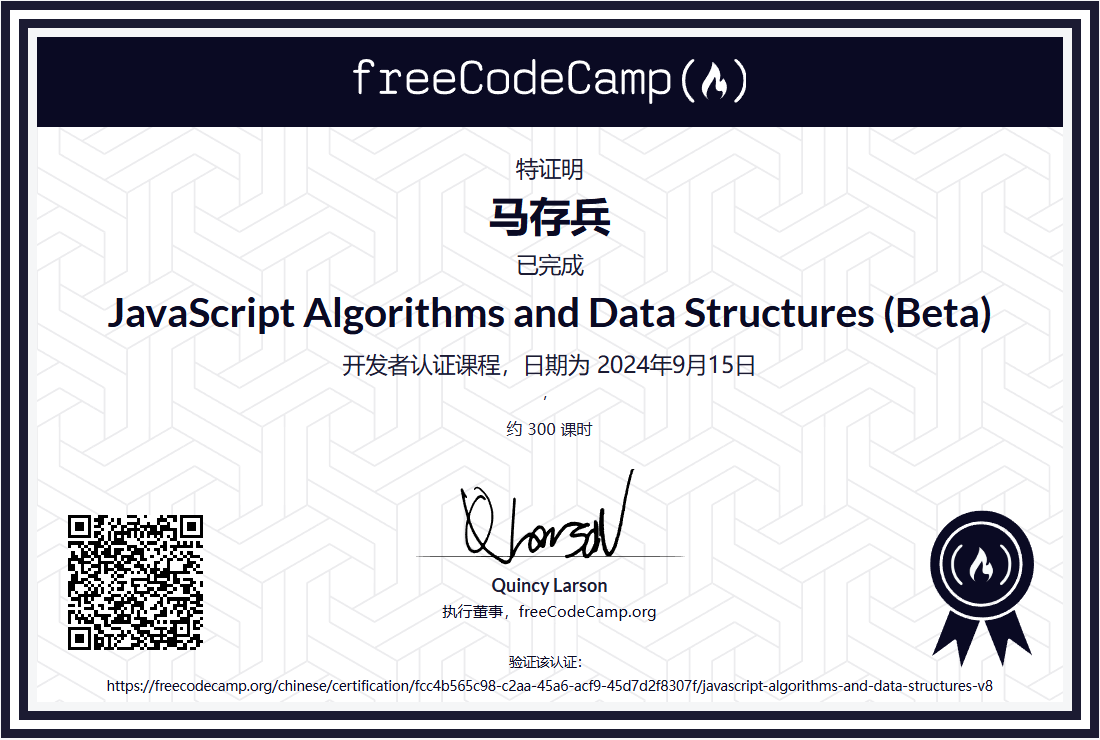 freeCodeCamp
特证明
马存兵
已完成
JavaScript Algorithms and Data Structures (Beta)
开发者认证课程，日期为 2024年9月15日
，
约 300 课时
Quincy Larson
执行董事，freeCodeCamp.org
验证该认证：
https://freecodecamp.org/chinese/certification/fcc4b565c98-c2aa-45a6-acf9-45d7d2f8307f/javascript-algorithms-and-data-structures-v8